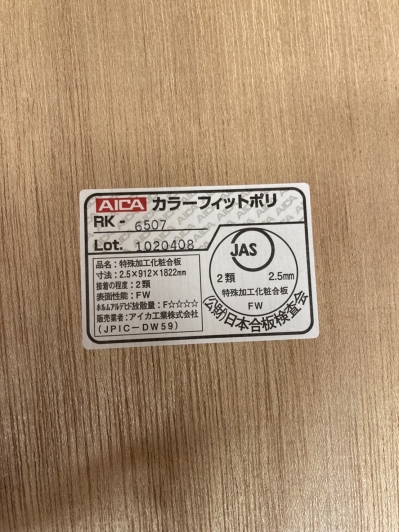 AICA カラーフィットポリ
RK - 6507
Lot. 1020408
品名：特殊加工化粧合板
寸法：2.5×912×1822mm
接着の程度：2類
表面性能：FW
ホルムアルデヒド放散量：F☆☆☆☆
販売業者：アイカ工業株式会社
(JPIC-DW59)
JAS
2類 2.5mm
特殊加工化粧合板
FW
(公財)日本合板検査会